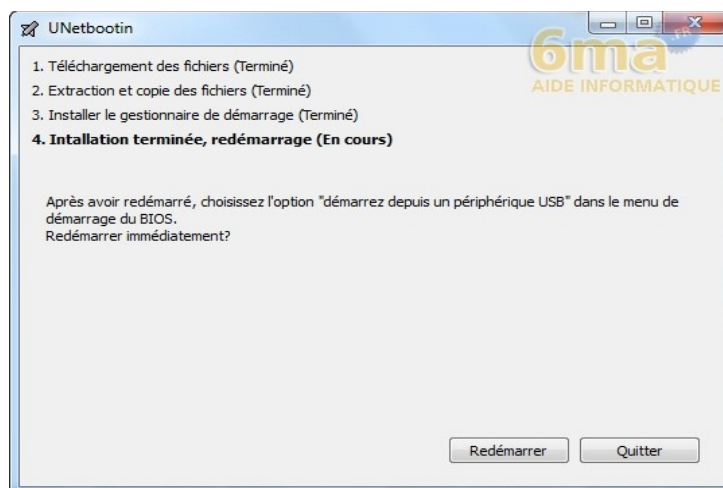 UNetbootin
6ma
.FR
AIDE INFORMATIQUE
1. Téléchargement des fichiers (Terminé)
2. Extraction et copie des fichiers (Terminé)
3. Installer le gestionnaire de démarrage (Terminé)
4. Intallation terminée, redémarrage (En cours)
Après avoir redémarré, choisissez l'option "démarrez depuis un périphérique USB" dans le menu de
démarrage du BIOS.
Redémarrer immédiatement?
Redémarrer
Quitter